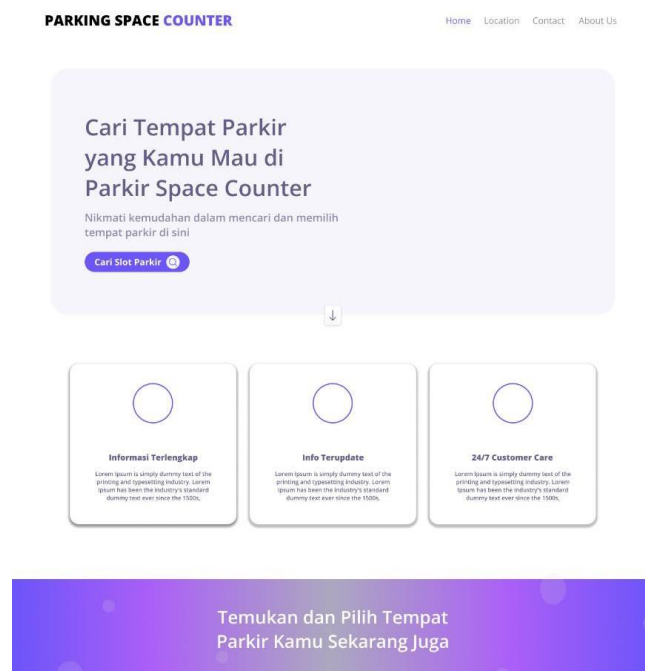 PARKING SPACE COUNTER
Home Location Contact About Us
Cari Tempat Parkir
yang Kamu Mau di
Parkir Space Counter
Nikmati kemudahan dalam mencari dan memilih
tempat parkir di sini
Cari Slot Parkir
Informasi Terlengkap
Lorem Ipsum is simply dummy text of the
printing and typesetting industry. Lorem
Ipsum has been the industry's standard
dummy text ever since the 1500s,
Info Terupdate
Lorem Ipsum is simply dummy text of the
printing and typesetting industry. Lorem
Ipsum has been the industry's standard
dummy text ever since the 1500s,
24/7 Customer Care
Lorem Ipsum is simply dummy text of the
printing and typesetting industry. Lorem
Ipsum has been the industry's standard
dummy text ever since the 1500s,
Temukan dan Pilih Tempat
Parkir Kamu Sekarang Juga